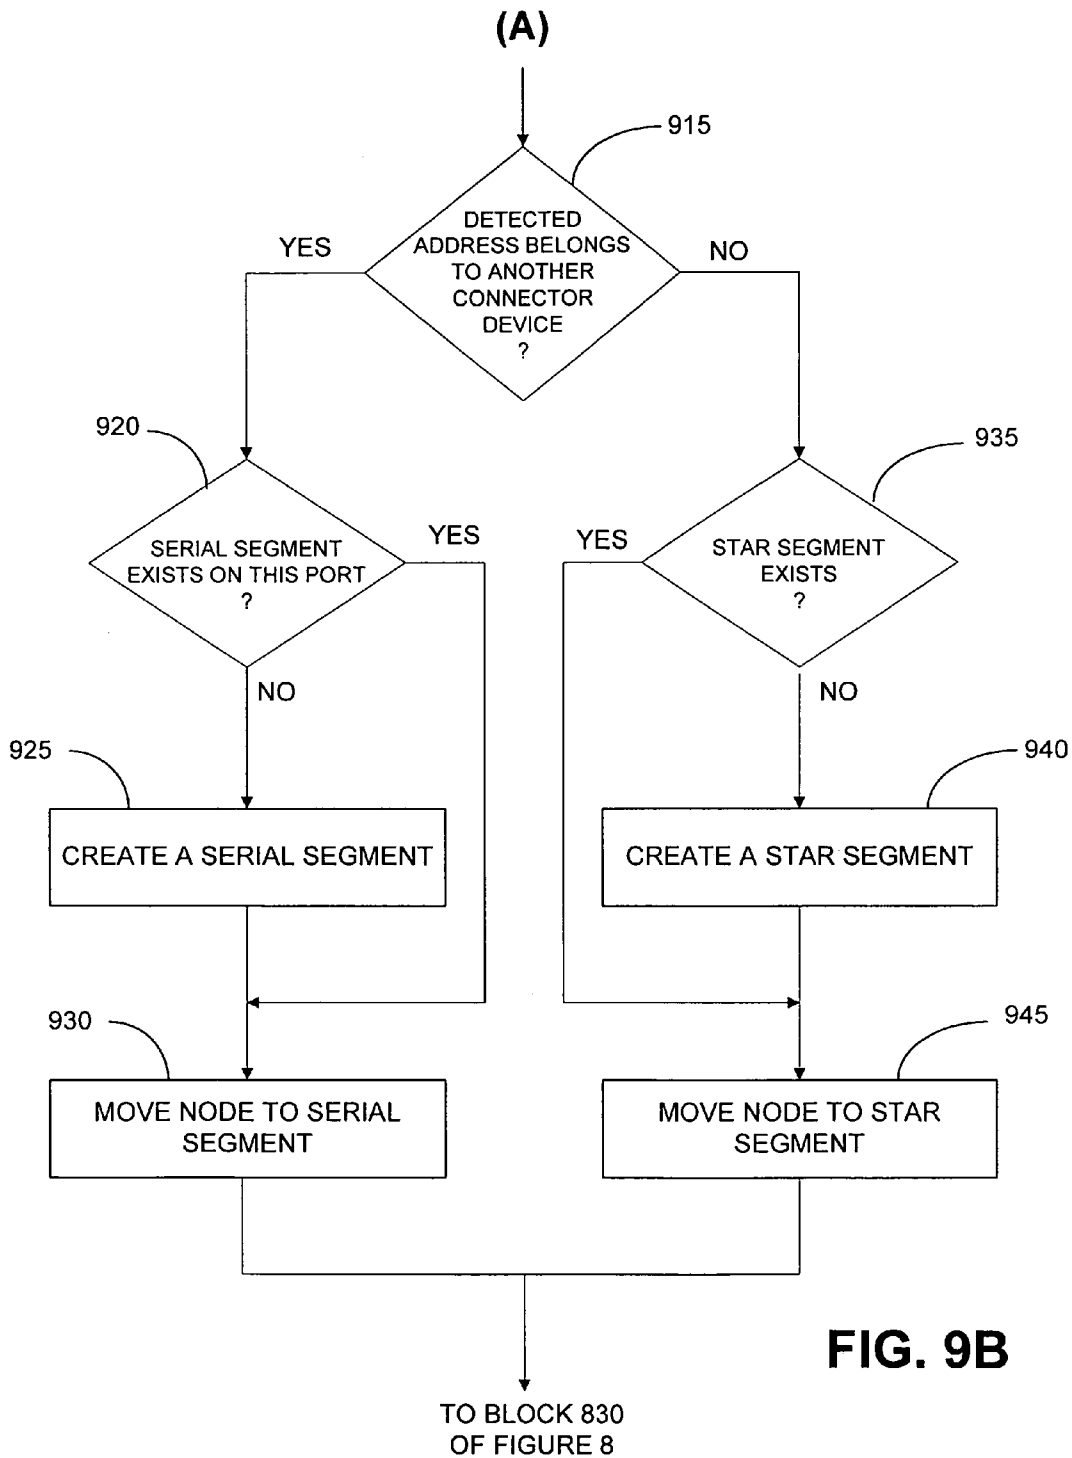 (A)
915
DETECTED
ADDRESS BELONGS
TO ANOTHER
CONNECTOR
DEVICE
?
YES
NO
920
935
SERIAL SEGMENT
EXISTS ON THIS PORT
?
YES
YES
STAR SEGMENT
EXISTS
?
NO
NO
925
940
CREATE A SERIAL SEGMENT
CREATE A STAR SEGMENT
930
945
MOVE NODE TO SERIAL
SEGMENT
MOVE NODE TO STAR
SEGMENT
FIG. 9B
TO BLOCK 830
OF FIGURE 8